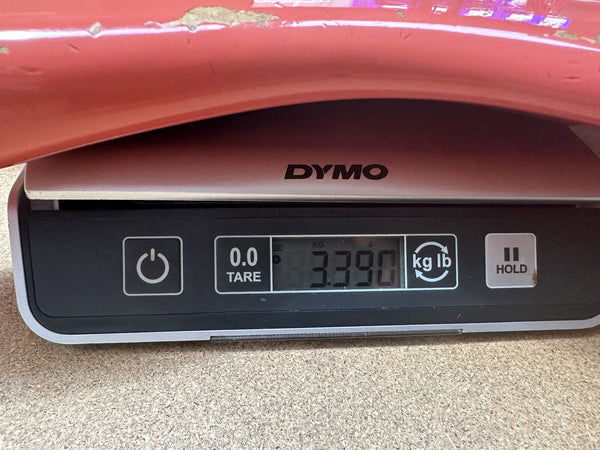 DYMO
0.0
TARE
KG
3.390
kg lb
HOLD